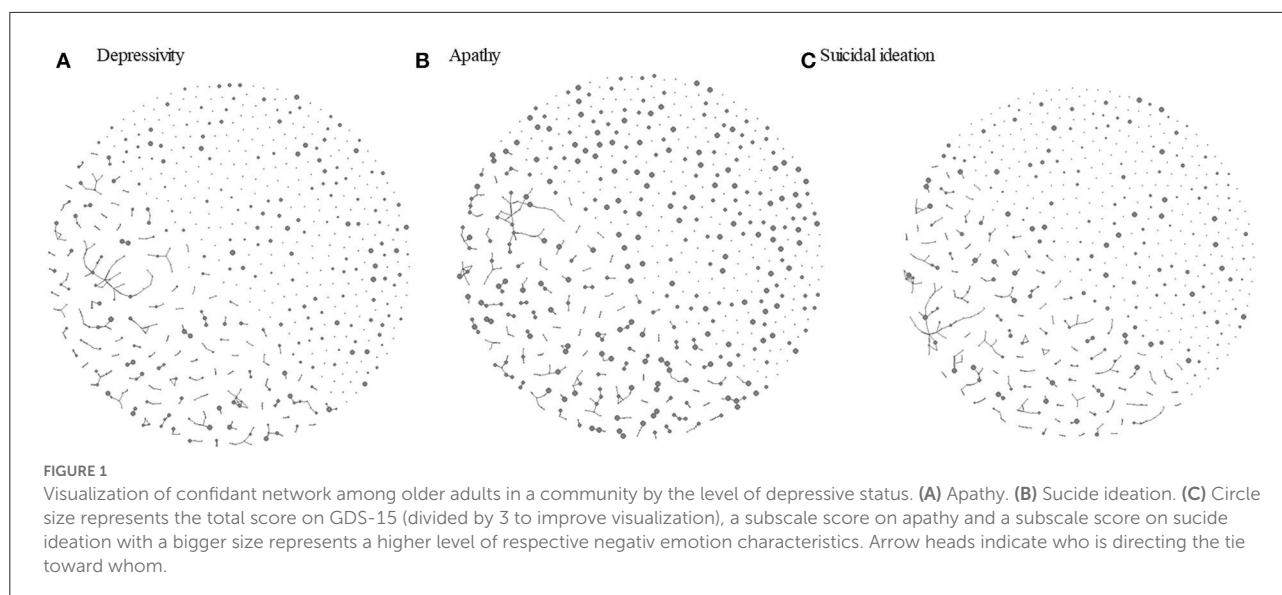 A Depressivity
B Apathy
C Suicidal ideation
FIGURE 1
Visualization of confidant network among older adults in a community by the level of depressive status. (A) Apathy. (B) Sucide ideation. (C) Circle
size represents the total score on GDS-15 (divided by 3 to improve visualization), a subscale score on apathy and a subscale score on sucide
ideation with a bigger size represents a higher level of respective negativ emotion characteristics. Arrow heads indicate who is directing the tie
toward whom.